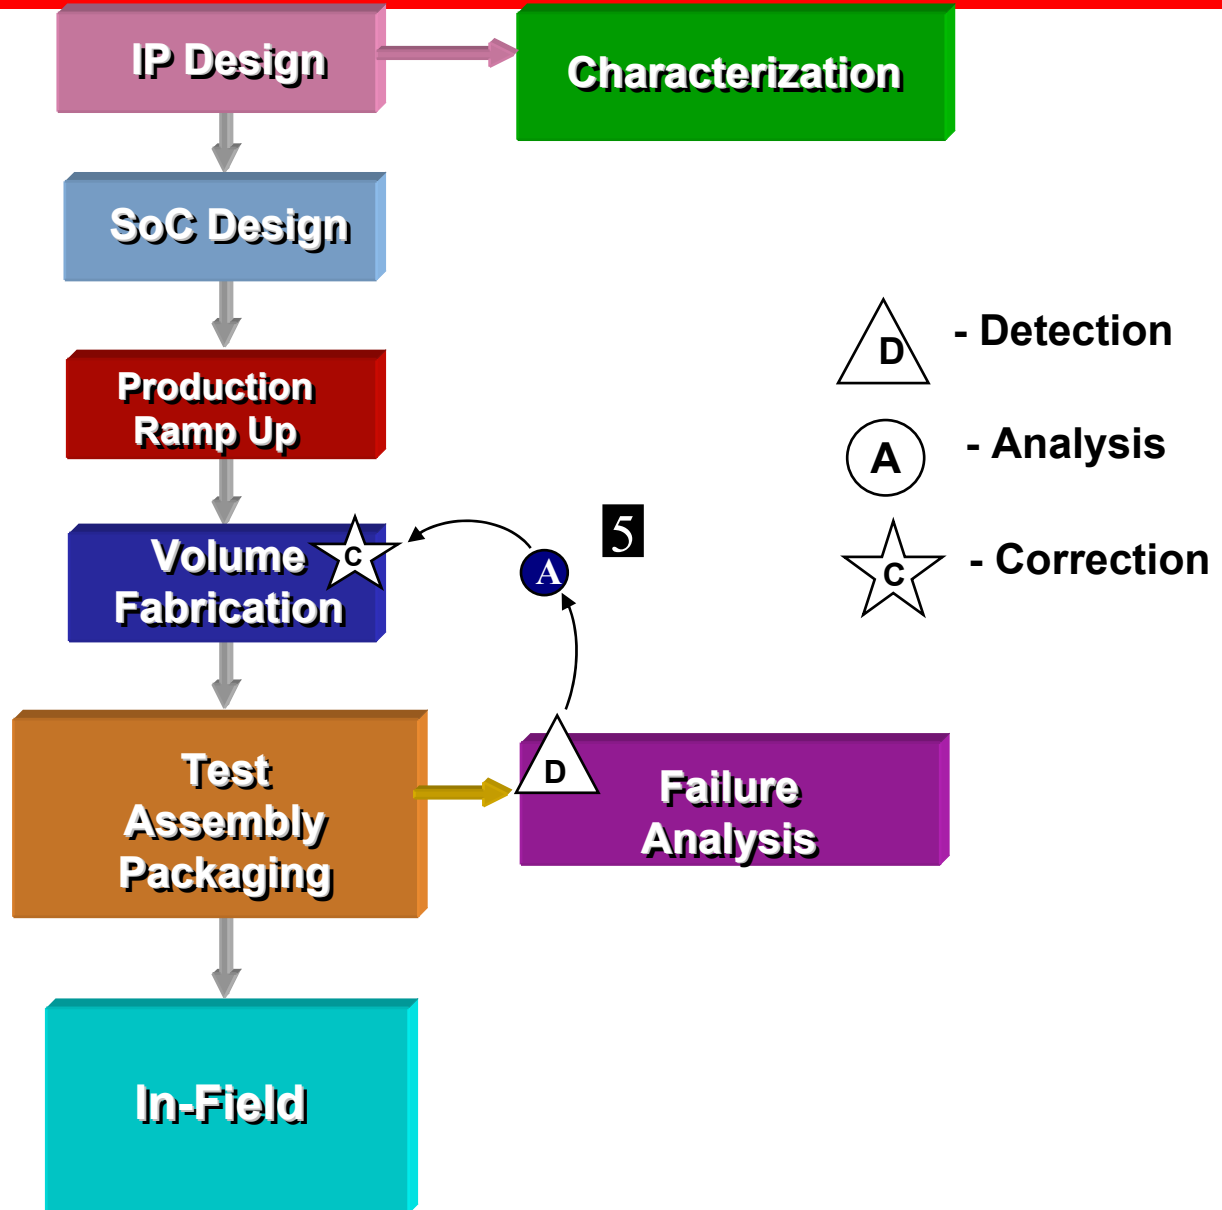 IP Design
Characterization
SoC Design
Production
Ramp Up
D
- Detection
A
- Analysis
C
- Correction
Volume
Fabrication
C
A
5
Test
Assembly
Packaging
D
Failure
Analysis
In-Field